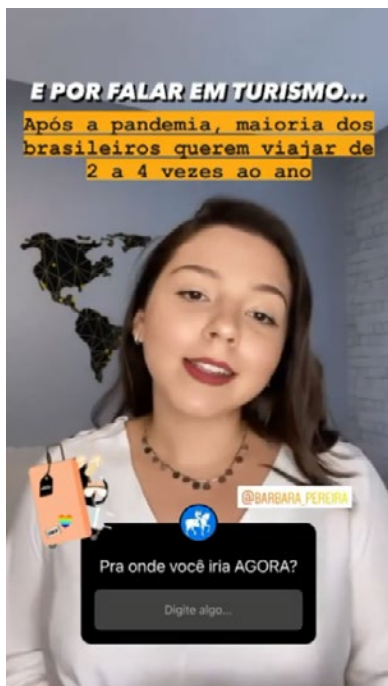 E POR FALAR EM TURISMO...
Após a pandemia, maioria dos
brasileiros querem viajar de
2 a 4 vezes ao ano
@BARBARA_PEREIRA
Pra onde você iria AGORA?
Digite algo...